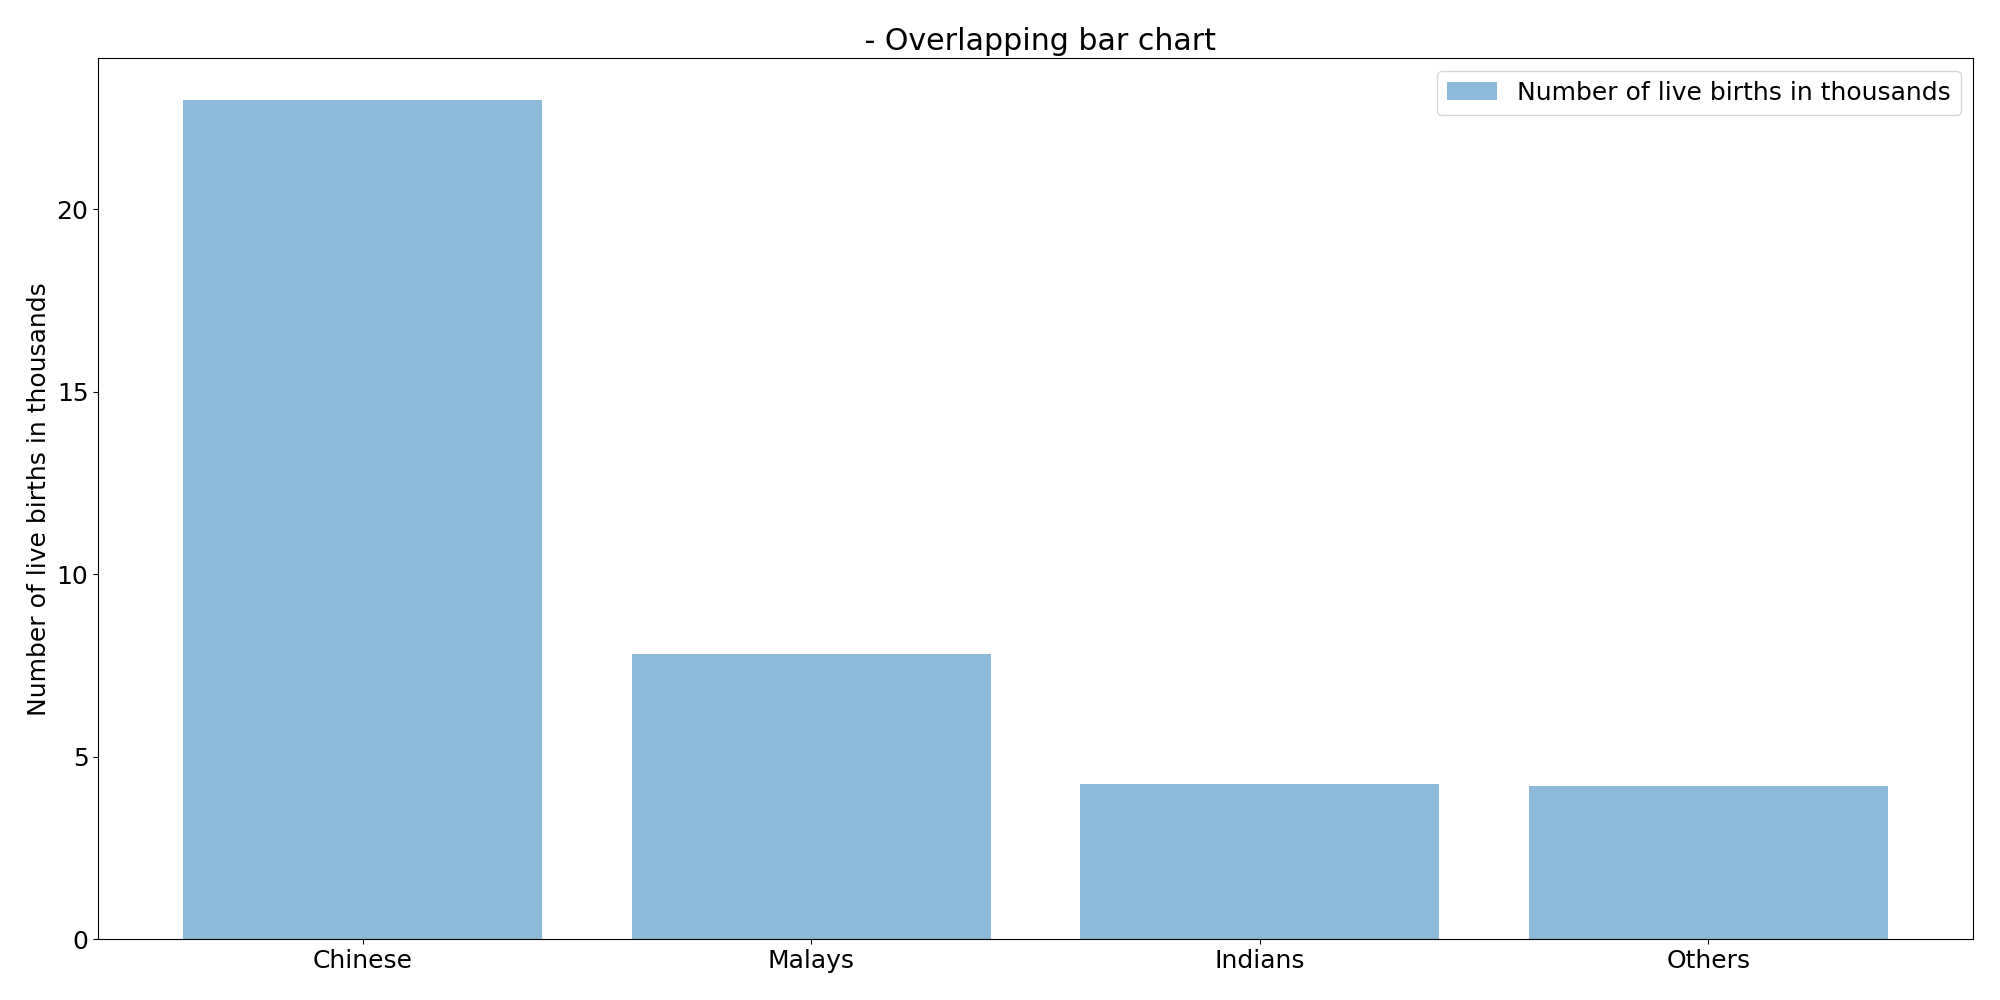 - Overlapping bar chart
Number of live births in thousands
Number of live births in thousands
20
15
10
5
0
Chinese
Malays
Indians
Others